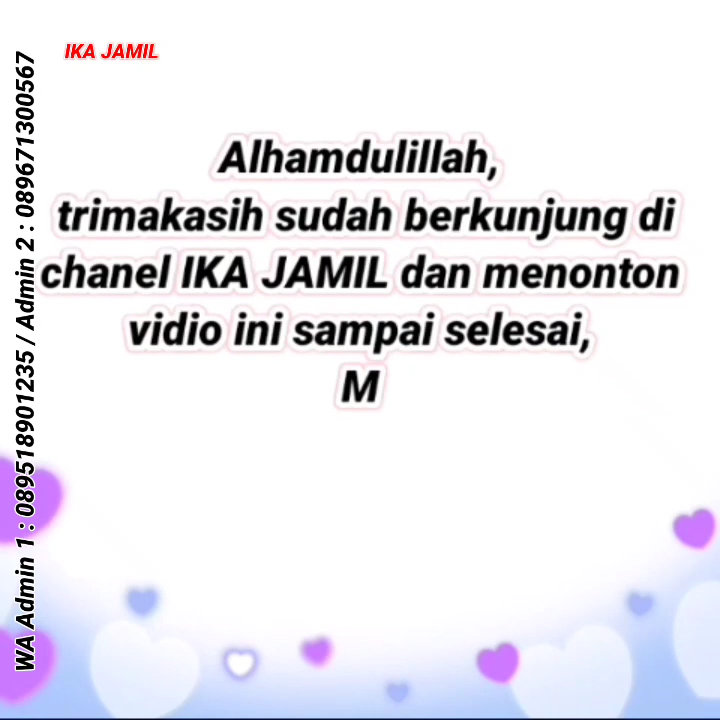 IKA JAMIL
Alhamdulillah,
trimakasih sudah berkunjung di
chanel IKA JAMIL dan menonton
vidio ini sampai selesai,
M
WA Admin 1 : 089518901235 / Admin 2 : 089671300567